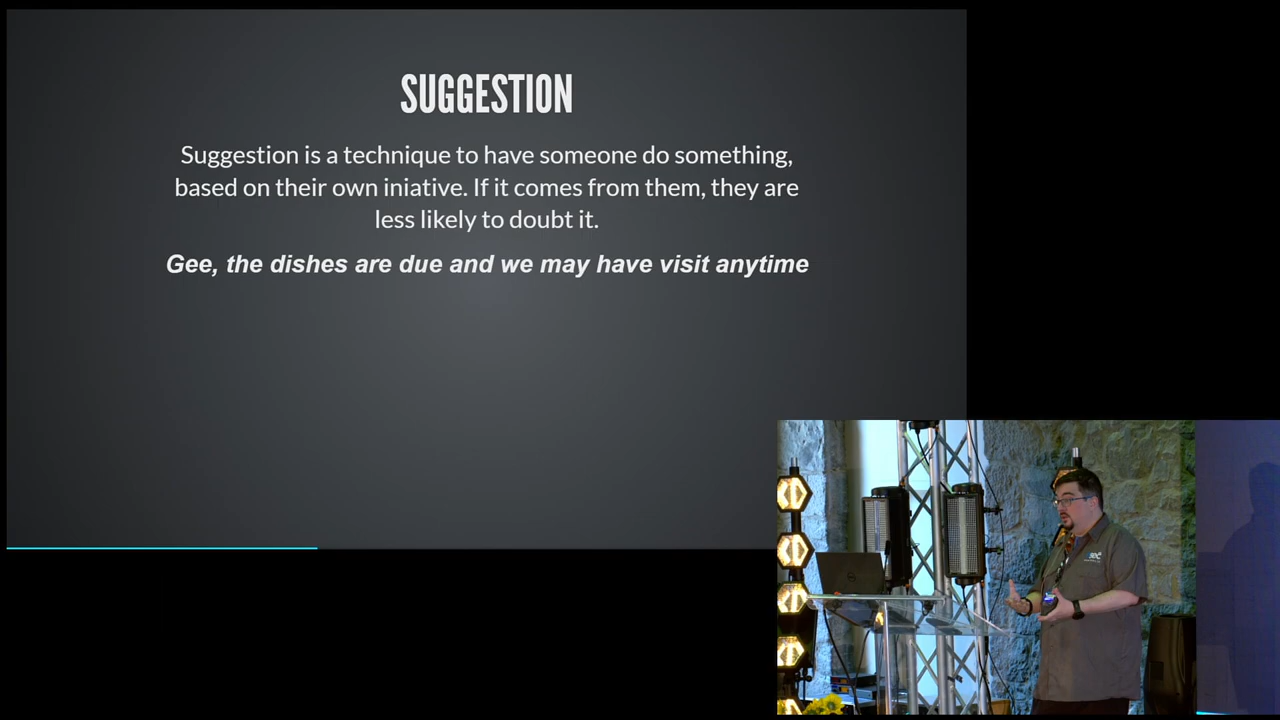 SUGGESTION
Suggestion is a technique to have someone do something,
based on their own iniative. If it comes from them, they are
less likely to doubt it.
Gee, the dishes are due and we may have visit anytime